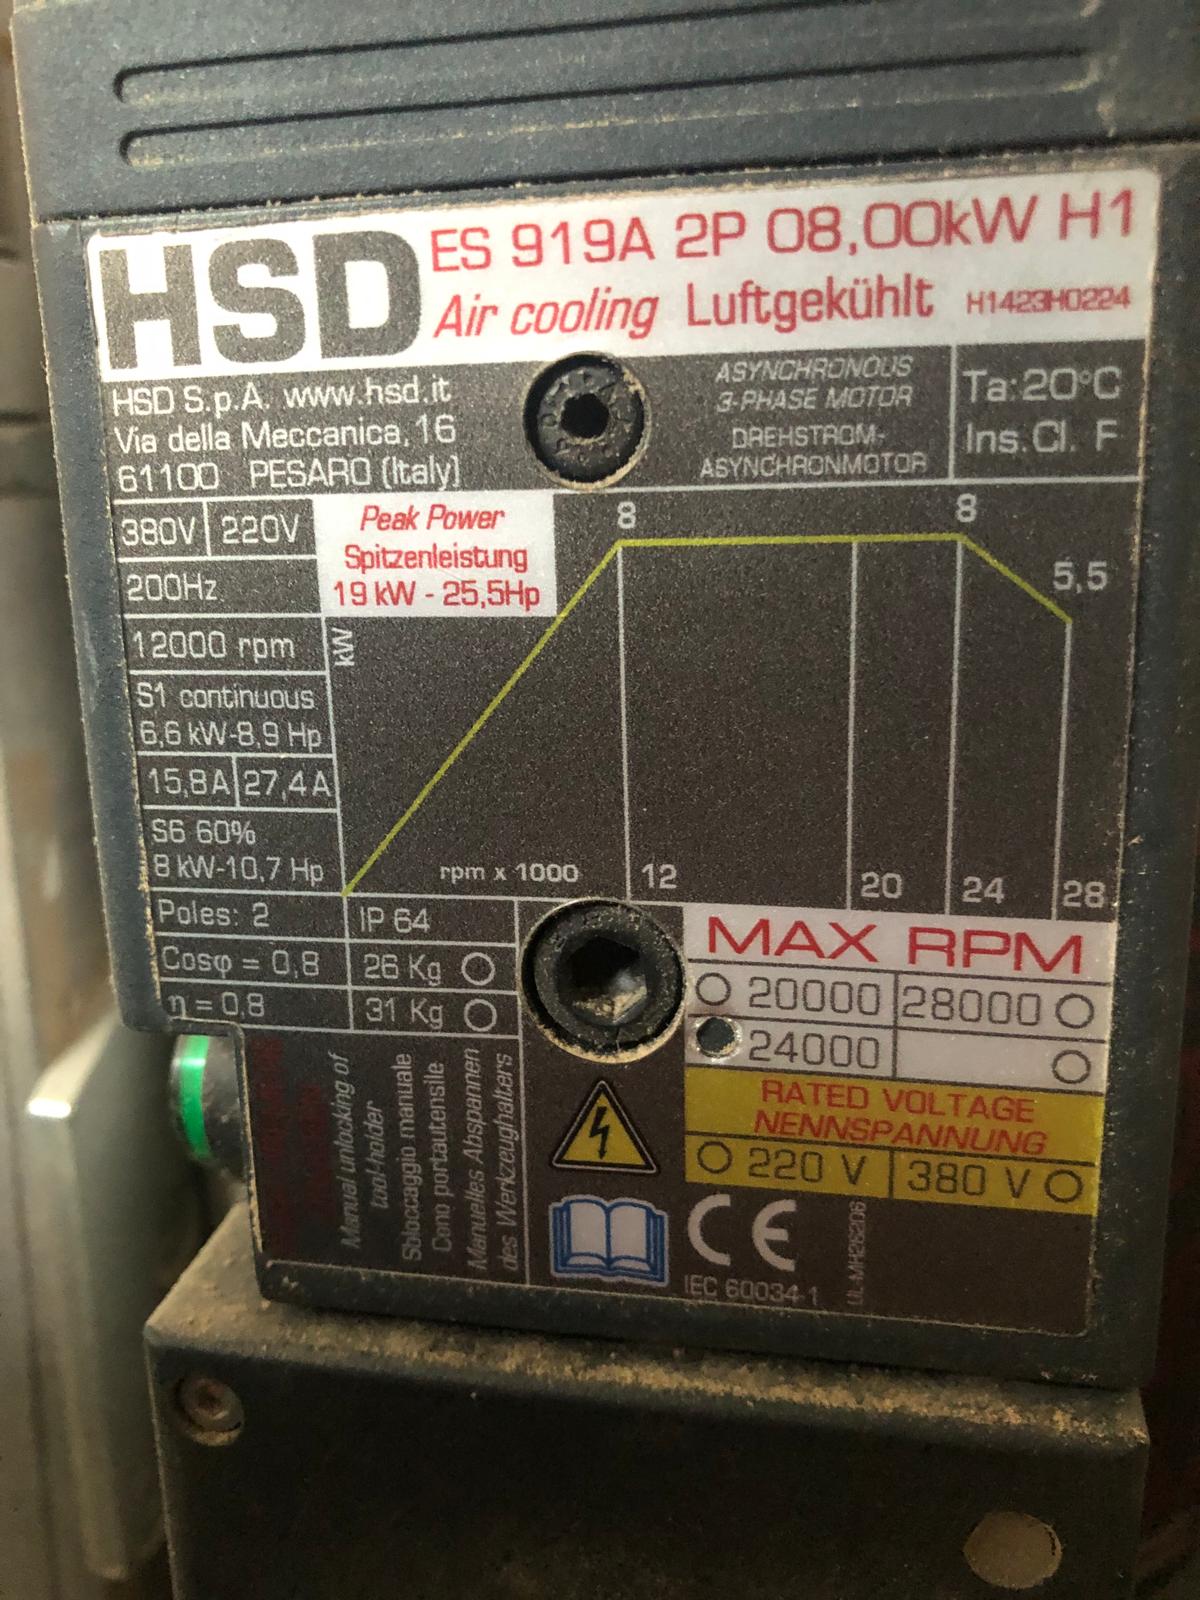 HSD
ES 919A 2P 08,00kW H1
Air cooling Luftgekühlt H1423H0224
HSD S.p.A. www.hsd.it
Via della Meccanica, 16
61100 PESARO (Italy)
ASYNCHRONOUS
3-PHASE MOTOR
DREHSTROM-
ASYNCHRONMOTOR
Ta:20°C
Ins.Cl. F
380V 220V
200Hz
12000 rpm
S1 continuous
6,6 kW-8,9 Hp
15,8A 27,4A
S6 60%
8 kW-10,7 Hp
Peak Power
Spitzenleistung
19 kW - 25,5Hp
kW
8 8
5,5
rpm x 1000 12 20 24 28
Poles: 2 IP 64
Cosφ = 0,8 26 Kg
η = 0,8 31 Kg
MAX RPM
20000 28000
24000
RATED VOLTAGE
NENNSPANNUNG
220 V 380 V
Manual unlocking of
tool-holder
Sbloccaggio manuale
Cono portautensile
Manuelles Abspannen
des Werkzeughalters
CE
IEC 60034-1